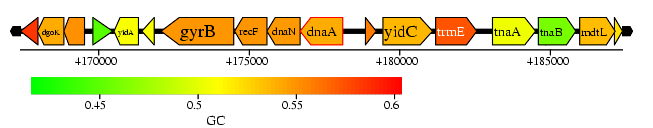 dgoK yidA gyrB recF dnaN dnaA yidC trmE tnaA tnaB mdtL
+170000 +175000 +180000 +185000
0.45 0.5 0.55 0.6
GC